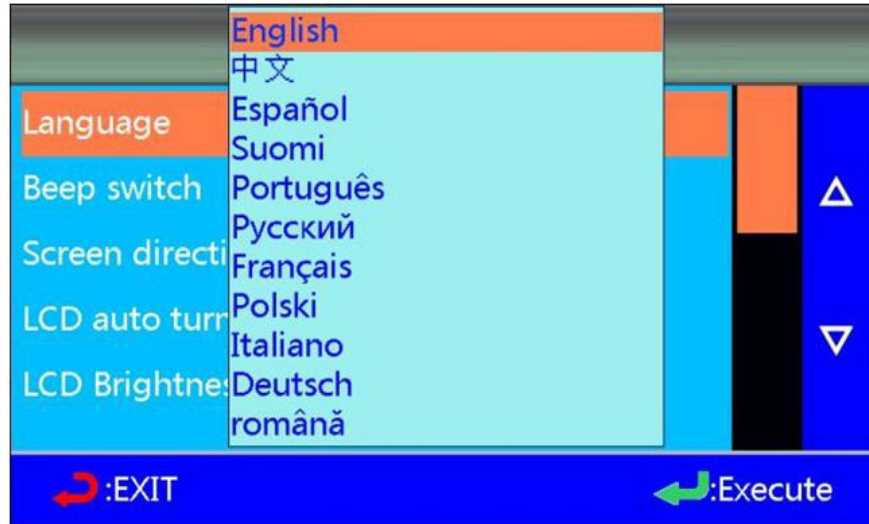 English
中文
Language
Español
Suomi
Beep switch
Português
Русский
Screen directi
Français
LCD auto turn
Polski
Italiano
LCD Brightnes
Deutsch
română
:EXIT
:Execute